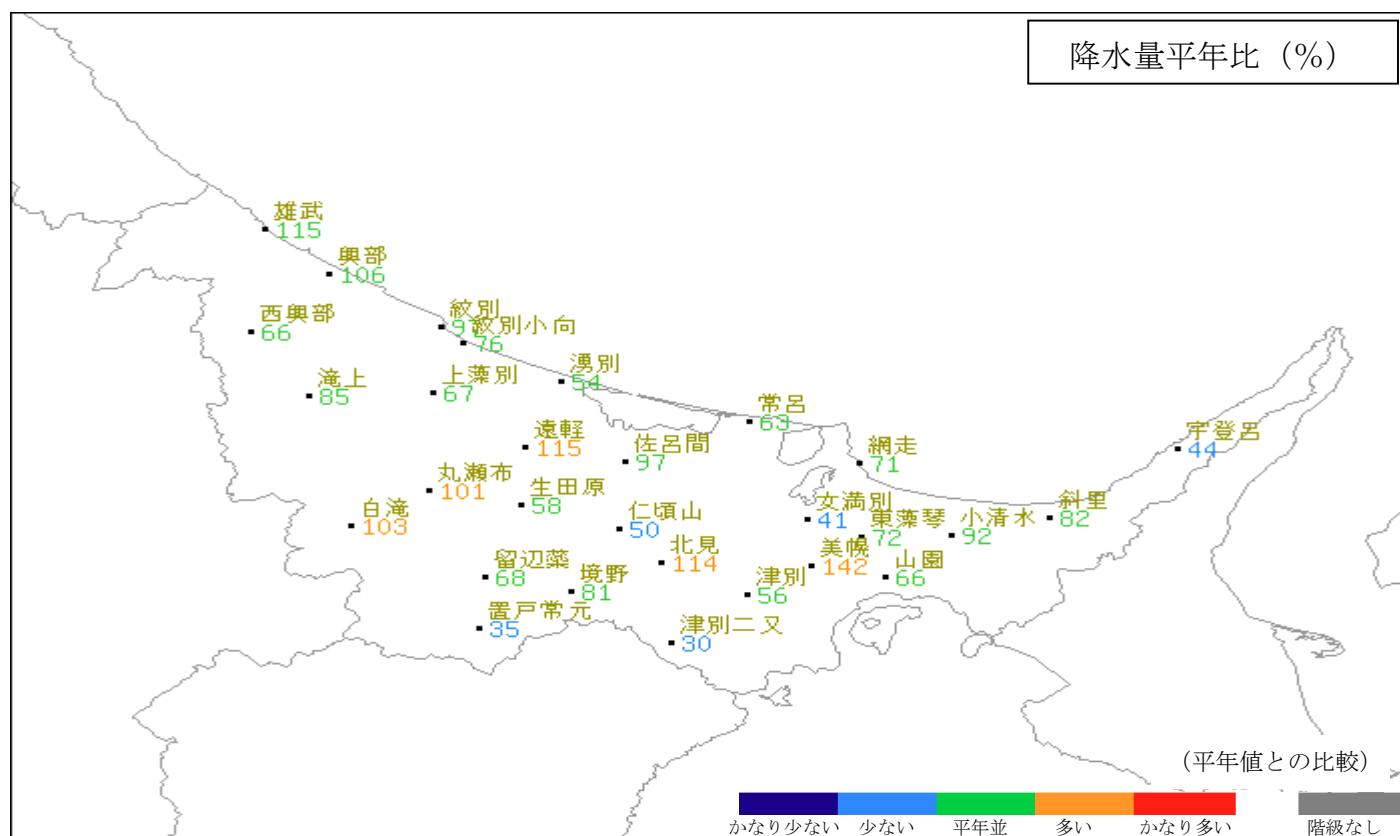 降水量平年比（%）
雄武
115
興部
106
西興部
66
紋別
97
紋別小向
76
滝上
85
上藻別
67
湧別
54
常呂
63
遠軽
115
佐呂間
97
網走
71
宇登呂
44
丸瀬布
101
生田原
58
白滝
103
仁頃山
50
女満別
41
東藻琴
72
小清水
92
斜里
82
北見
114
美幌
142
山園
66
留辺蘂
68
境野
81
津別
56
置戸常元
35
津別二又
30
（平年値との比較）
かなり少ない 少ない 平年並 多い かなり多い 階級なし